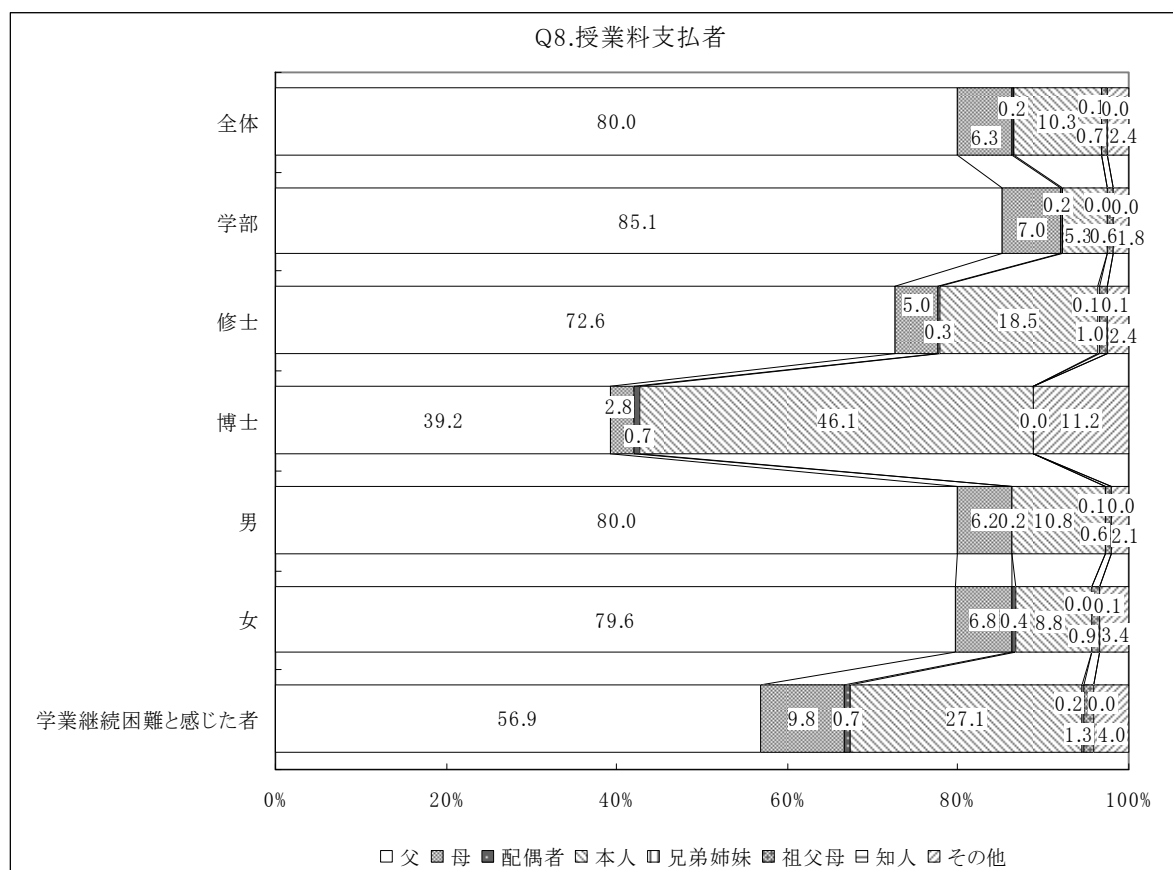 Q8.授業料支払者
全体
80.0 6.3 0.2 10.3 0.1 0.7 0.0 2.4
学部
85.1 7.0 0.2 5.3 0.0 0.6 0.0 1.8
修士
72.6 5.0 0.3 18.5 0.1 1.0 0.1 2.4
博士
39.2 2.8 0.7 46.1 0.0 11.2
男
80.0 6.2 0.2 10.8 0.1 0.6 0.0 2.1
女
79.6 6.8 0.4 8.8 0.0 0.9 0.1 3.4
学業継続困難と感じた者
56.9 9.8 0.7 27.1 0.2 1.3 0.0 4.0
0% 20% 40% 60% 80% 100%
父 母 配偶者 本人 兄弟姉妹 祖父母 知人 その他